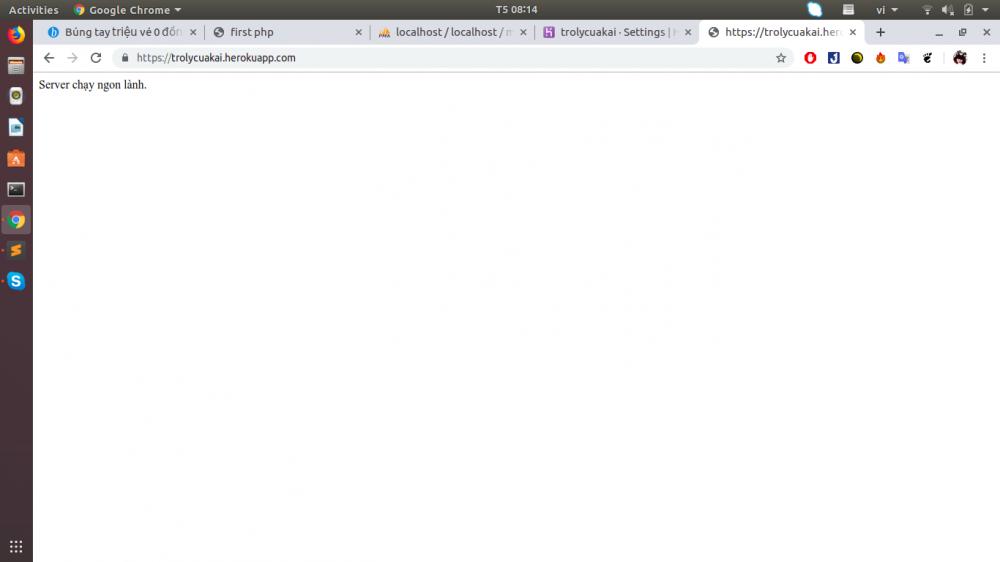 Activities Google Chrome T5 08:14 vi
Búng tay triệu vé 0 đồn first php localhost / localhost / m trolycuakai · Settings | H https://trolycuakai.her
https://trolycuakai.herokuapp.com
Server chạy ngon lành.